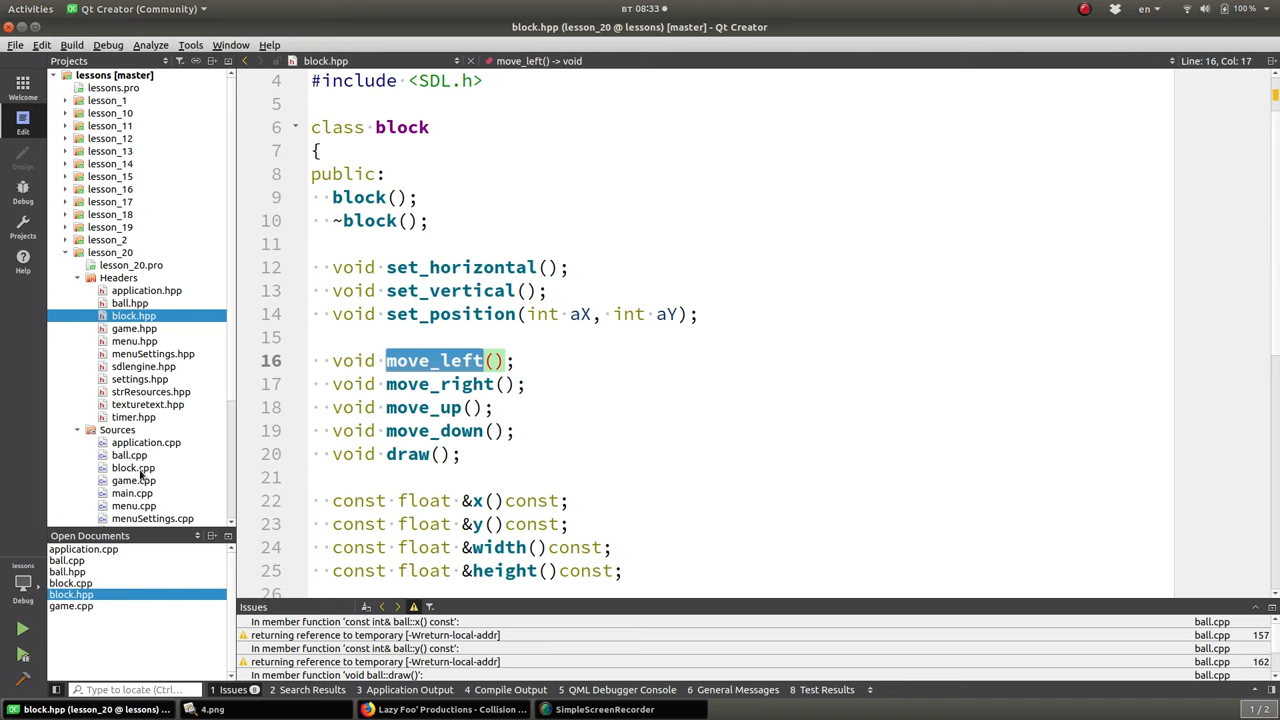 Activities Qt Creator (Community) вт 08:33 en 100 %
block.hpp (lesson_20 @ lessons) [master] - Qt Creator
File Edit Build Debug Analyze Tools Window Help
Projects block.hpp move_left() -> void Line: 16, Col: 17
Welcome
Edit
Design
Debug
Projects
Help
lessons
Debug
lessons [master]
lessons.pro
lesson_1
lesson_10
lesson_11
lesson_12
lesson_13
lesson_14
lesson_15
lesson_16
lesson_17
lesson_18
lesson_19
lesson_2
lesson_20
lesson_20.pro
Headers
application.hpp
ball.hpp
block.hpp
game.hpp
menu.hpp
menuSettings.hpp
sdlengine.hpp
settings.hpp
strResources.hpp
texturetext.hpp
timer.hpp
Sources
application.cpp
ball.cpp
block.cpp
game.cpp
main.cpp
menu.cpp
menuSettings.cpp
Open Documents
application.cpp
ball.cpp
ball.hpp
block.cpp
block.hpp
game.cpp
4 #include <SDL.h>
5
6 class block
7 {
8 public:
9 block();
10 ~block();
11
12 void set_horizontal();
13 void set_vertical();
14 void set_position(int aX, int aY);
15
16 void move_left();
17 void move_right();
18 void move_up();
19 void move_down();
20 void draw();
21
22 const float &x()const;
23 const float &y()const;
24 const float &width()const;
25 const float &height()const;
26
Issues
In member function 'const int& ball::x() const': ball.cpp
returning reference to temporary [-Wreturn-local-addr] ball.cpp 157
In member function 'const int& ball::y() const': ball.cpp
returning reference to temporary [-Wreturn-local-addr] ball.cpp 162
In member function 'void ball::draw()': ball.cpp
Type to locate (Ctrl... 1 Issues 8 2 Search Results 3 Application Output 4 Compile Output 5 QML Debugger Console 6 General Messages 8 Test Results
block.hpp (lesson_20 @ lessons) ... 4.png Lazy Foo' Productions - Collision ... SimpleScreenRecorder 1 / 2